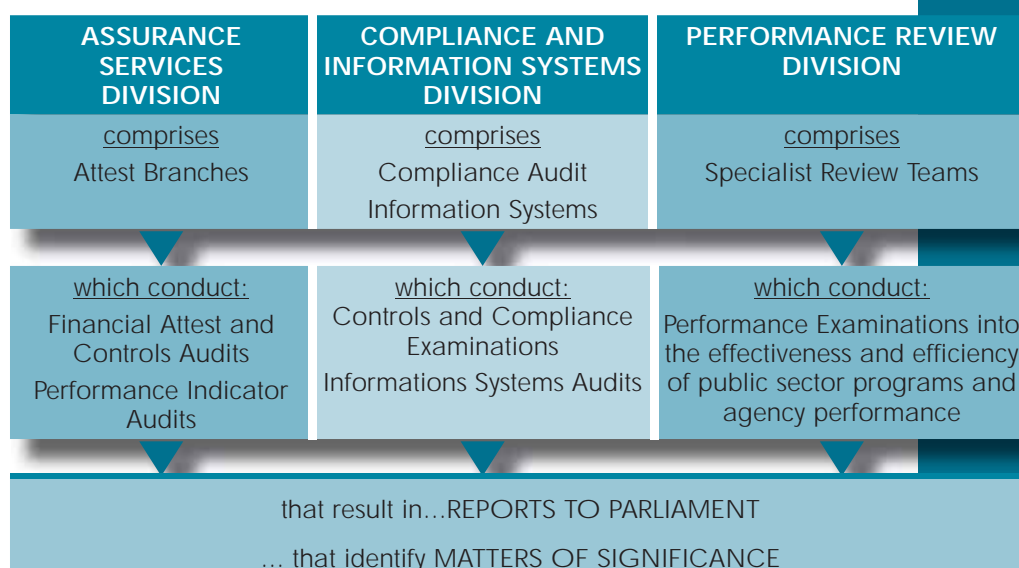 ASSURANCE
SERVICES
DIVISION
comprises
Attest Branches
which conduct:
Financial Attest and
Controls Audits
Performance Indicator
Audits
COMPLIANCE AND
INFORMATION SYSTEMS
DIVISION
comprises
Compliance Audit
Information Systems
which conduct:
Controls and Compliance
Examinations
Informations Systems Audits
PERFORMANCE REVIEW
DIVISION
comprises
Specialist Review Teams
which conduct:
Performance Examinations into
the effectiveness and efficiency
of public sector programs and
agency performance
that result in...REPORTS TO PARLIAMENT
... that identify MATTERS OF SIGNIFICANCE